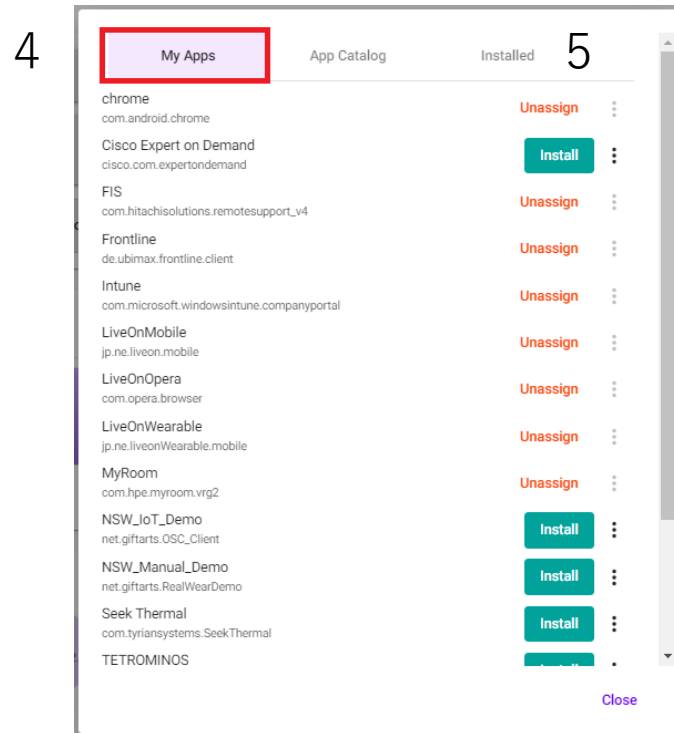 4
My Apps App Catalog Installed 5
chrome
com.android.chrome
Unassign
Cisco Expert on Demand
cisco.com.expertondemand
Install
FIS
com.hitachisolutions.remotesupport_v4
Unassign
Frontline
de.ubimax.frontline.client
Unassign
Intune
com.microsoft.windowsintune.companyportal
Unassign
LiveOnMobile
jp.ne.liveon.mobile
Unassign
LiveOnOpera
com.opera.browser
Unassign
LiveOnWearable
jp.ne.liveonWearable.mobile
Unassign
MyRoom
com.hpe.myroom.vrg2
Unassign
NSW_IoT_Demo
net.giftarts.OSC_Client
Install
NSW_Manual_Demo
net.giftarts.RealWearDemo
Install
Seek Thermal
com.tyriansystems.SeekThermal
Install
TETROMINOS
Close